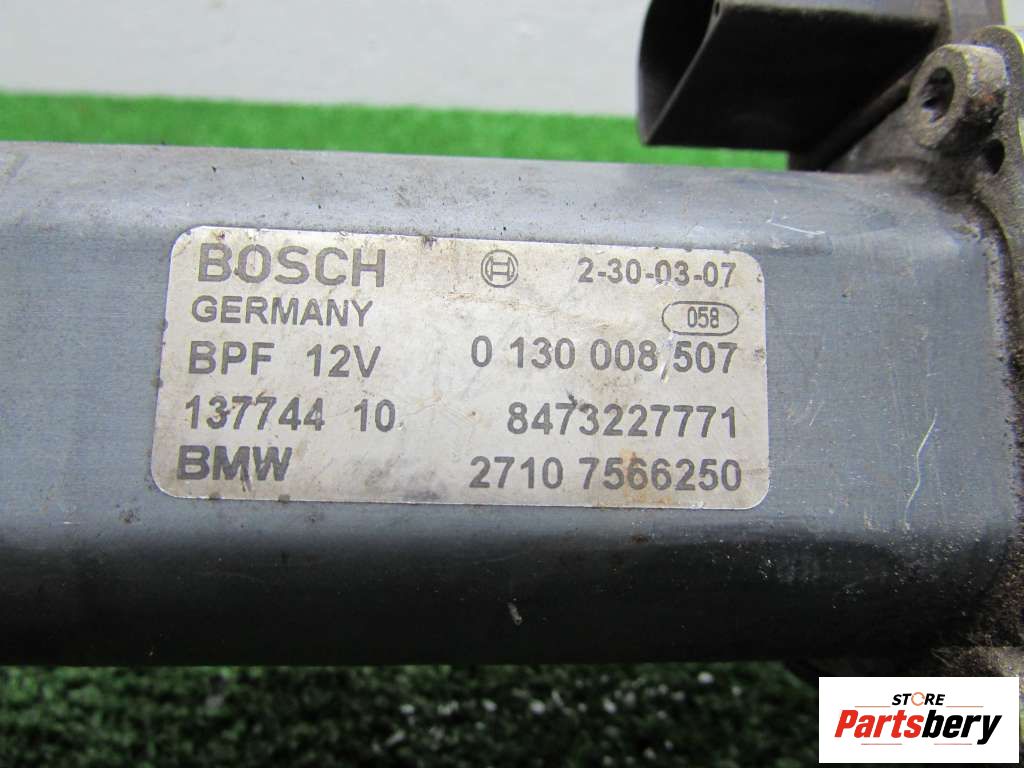 BOSCH 2-30-03-07
GERMANY 058
BPF 12V 0 130 008 507
137744 10 8473227771
BMW 2710 7566250
STORE
Partsbery